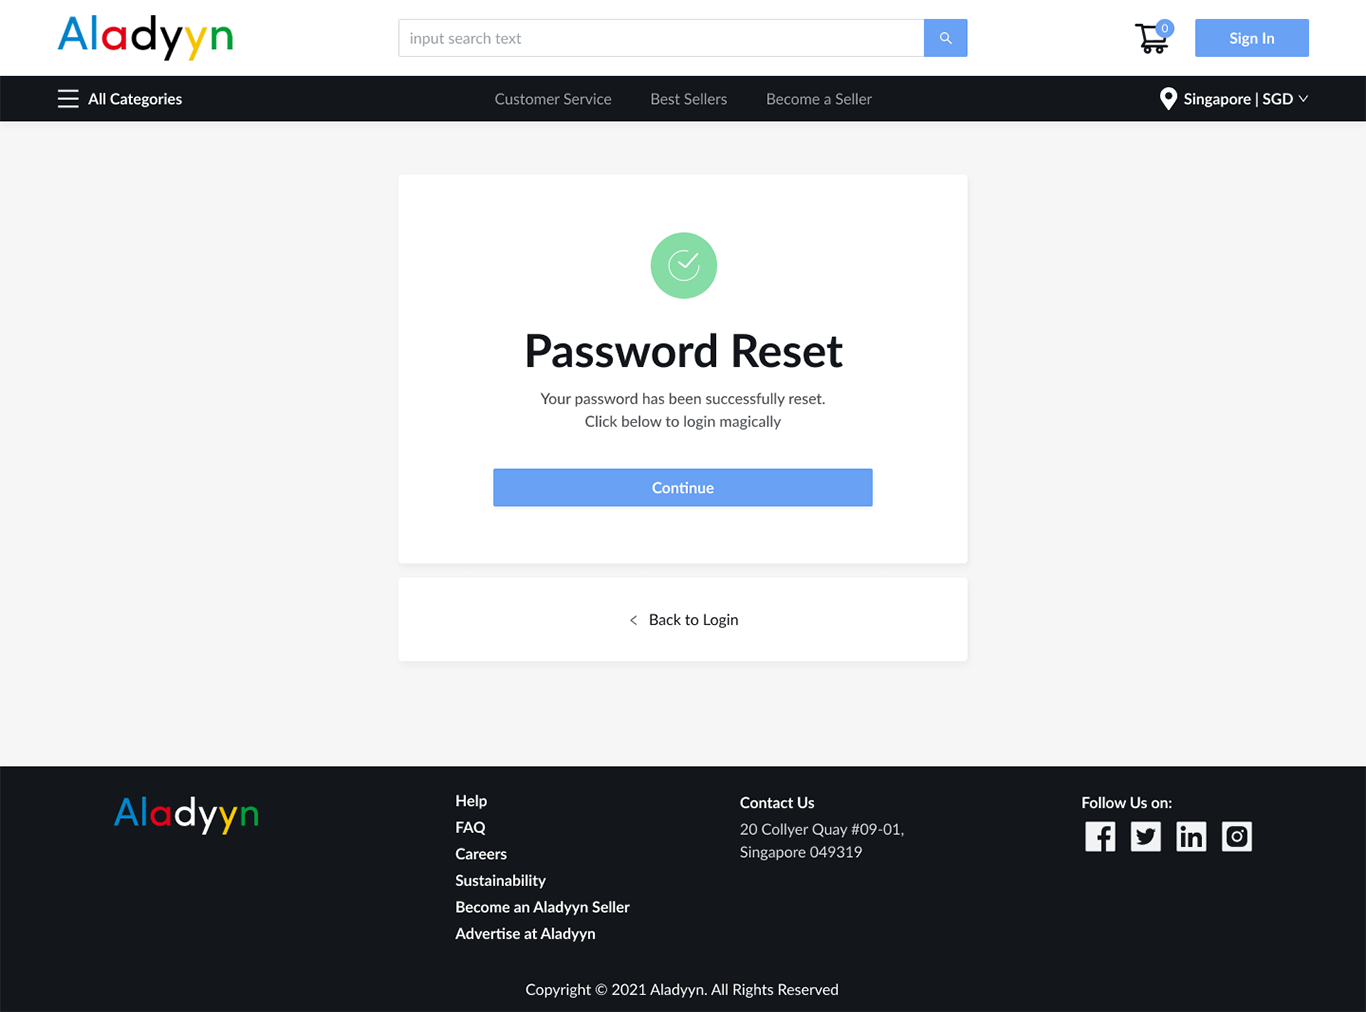 Aladyyn
input search text
0
Sign In
All Categories
Customer Service
Best Sellers
Become a Seller
Singapore | SGD
Password Reset
Your password has been successfully reset.
Click below to login magically
Continue
Back to Login
Aladyyn
Help
FAQ
Careers
Sustainability
Become an Aladyyn Seller
Advertise at Aladyyn
Contact Us
20 Collyer Quay #09-01,
Singapore 049319
Follow Us on:
Copyright © 2021 Aladyyn. All Rights Reserved